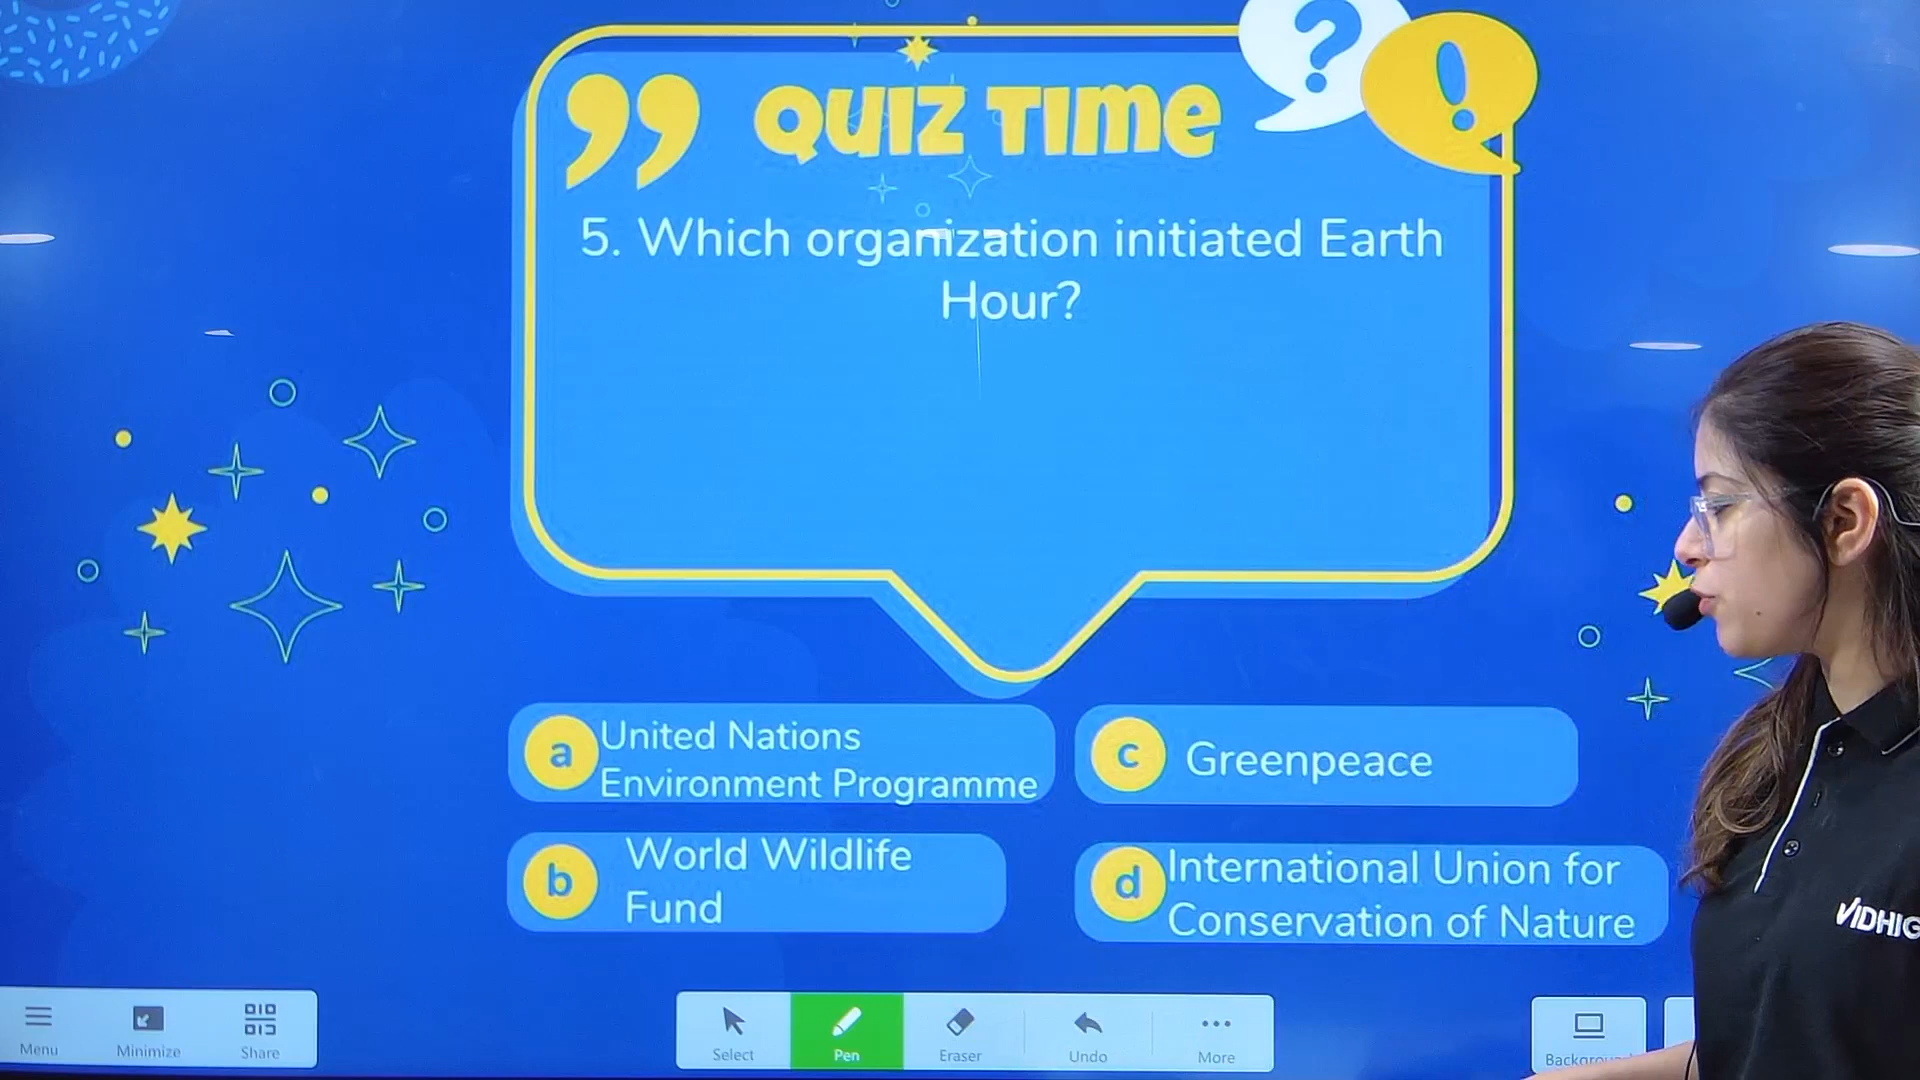 QUIZ TIME
5. Which organization initiated Earth
Hour?
a United Nations
Environment Programme
c Greenpeace
b World Wildlife
Fund
d International Union for
Conservation of Nature
VIDHIG
Menu
Minimize
Share
Select
Pen
Eraser
Undo
More